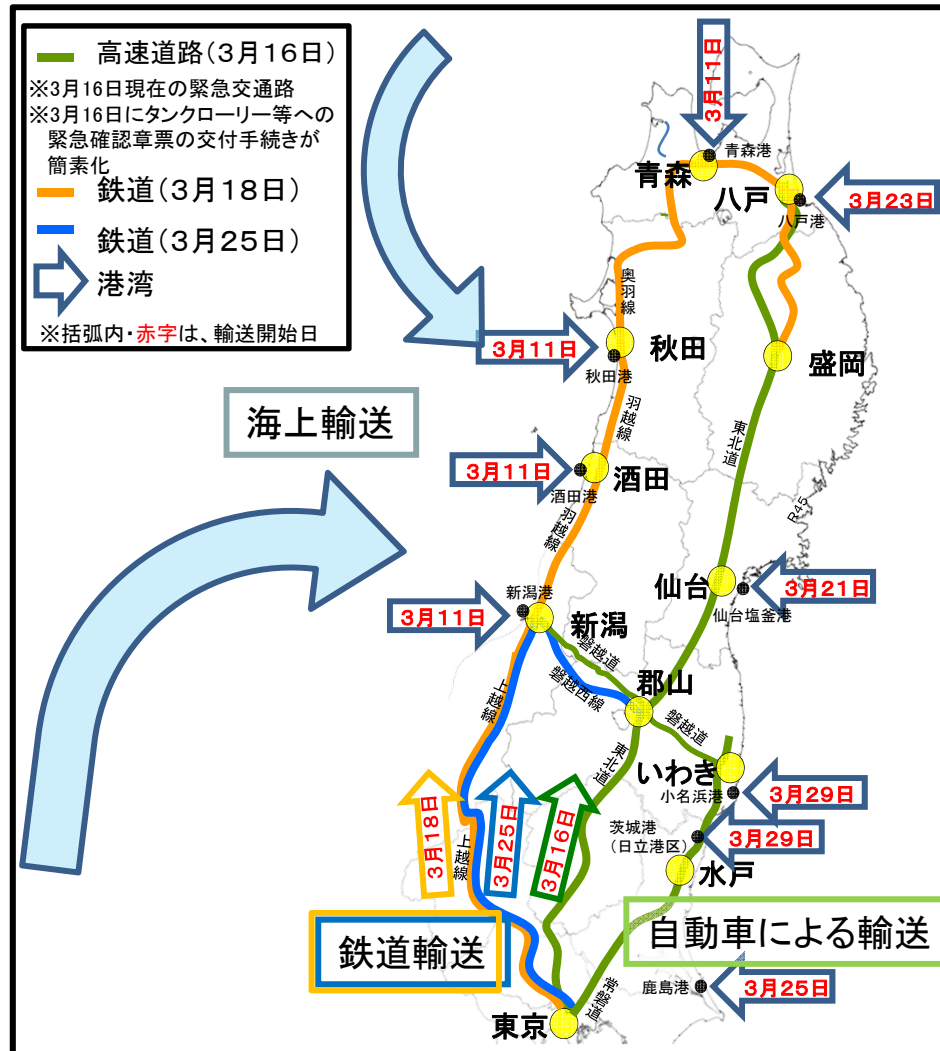 高速道路(3月16日)
※3月16日現在の緊急交通路
※3月16日にタンクローリー等への
緊急確認章票の交付手続きが
簡素化
鉄道(3月18日)
鉄道(3月25日)
港湾
※括弧内・赤字は、輸送開始日
3月11日
青森港
青森
八戸
3月23日
八戸港
奥羽線
3月11日
秋田
秋田港
盛岡
海上輸送
羽越線
東北道
3月11日
酒田
酒田港
羽越線
R45
仙台
3月21日
仙台塩釜港
新潟港
3月11日
新潟
磐越道
磐越西線
郡山
磐越道
上越線
東北道
いわき
小名浜港
3月29日
3月18日
3月25日
3月16日
上越線
茨城港
(日立港区)
3月29日
水戸
鉄道輸送
自動車による輸送
鹿島港
3月25日
常磐道
東京